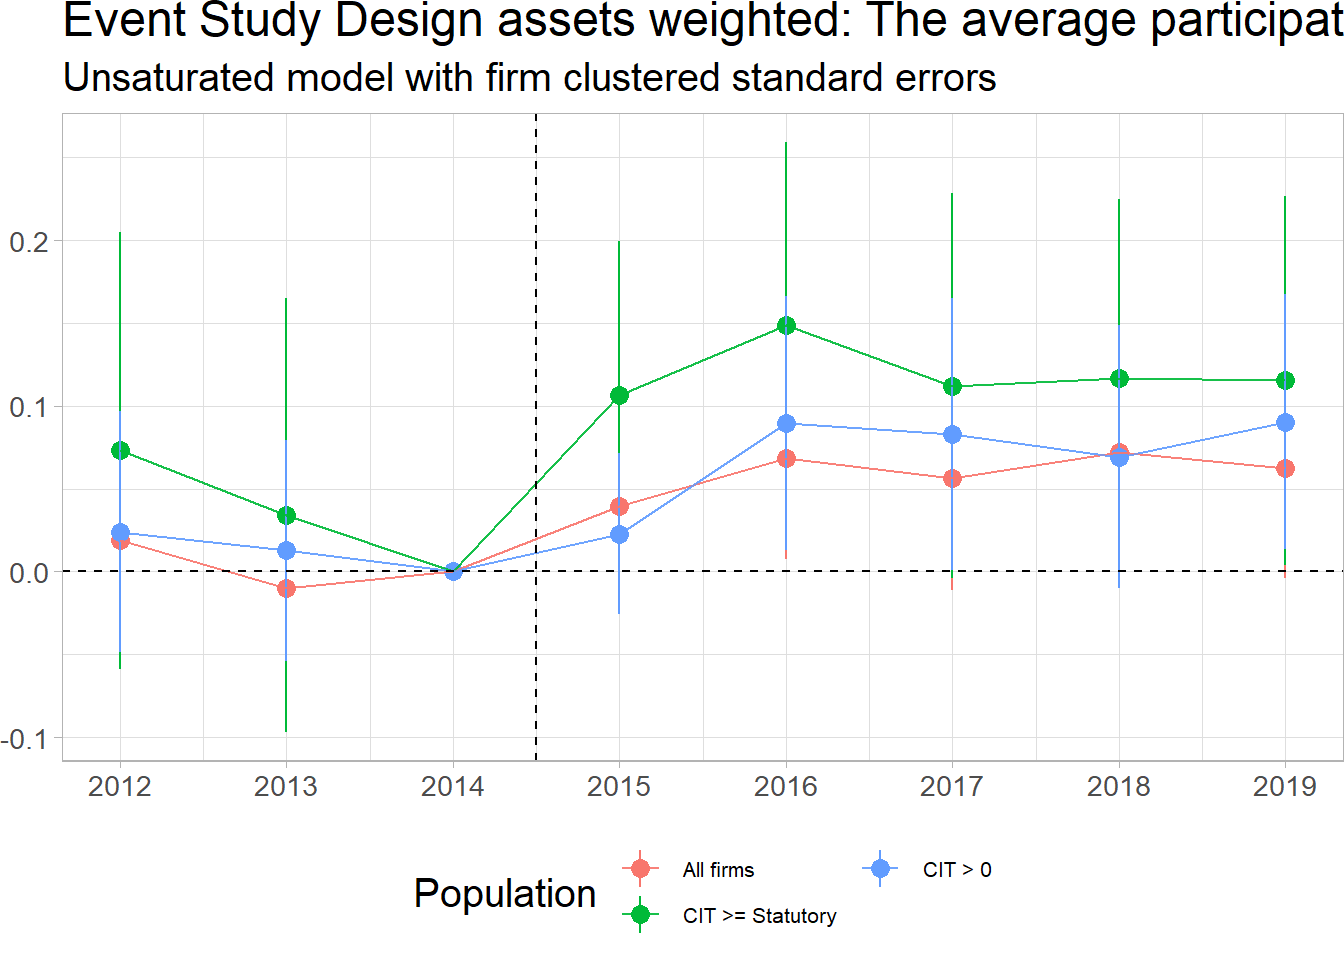 Event Study Design assets weighted: The average participat
Unsaturated model with firm clustered standard errors
0.2
0.1
0.0
-0.1
2012 2013 2014 2015 2016 2017 2018 2019
Population
All firms
CIT > 0
CIT >= Statutory